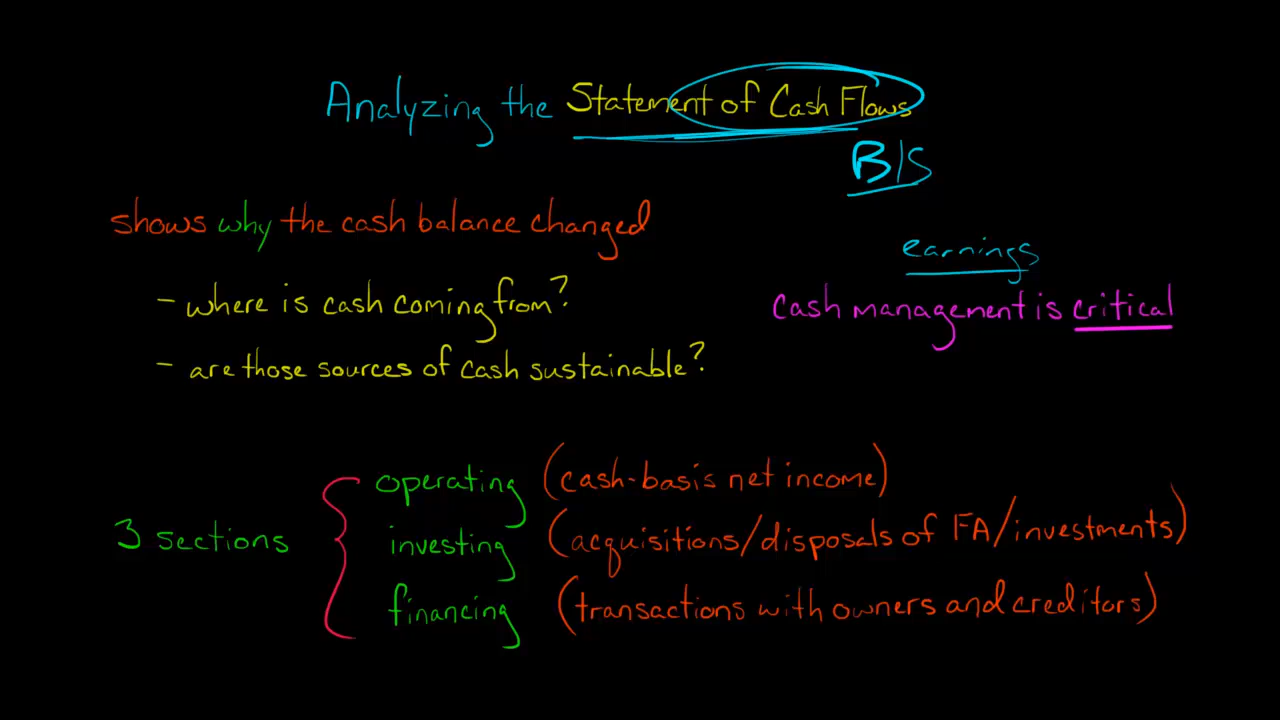 Analyzing the Statement of Cash Flows
B/S
shows why the cash balance changed
earnings
- where is cash coming from?
cash management is critical
- are those sources of cash sustainable?
operating (cash-basis net income)
3 sections
investing (acquisitions/disposals of FA/investments)
financing (transactions with owners and creditors)